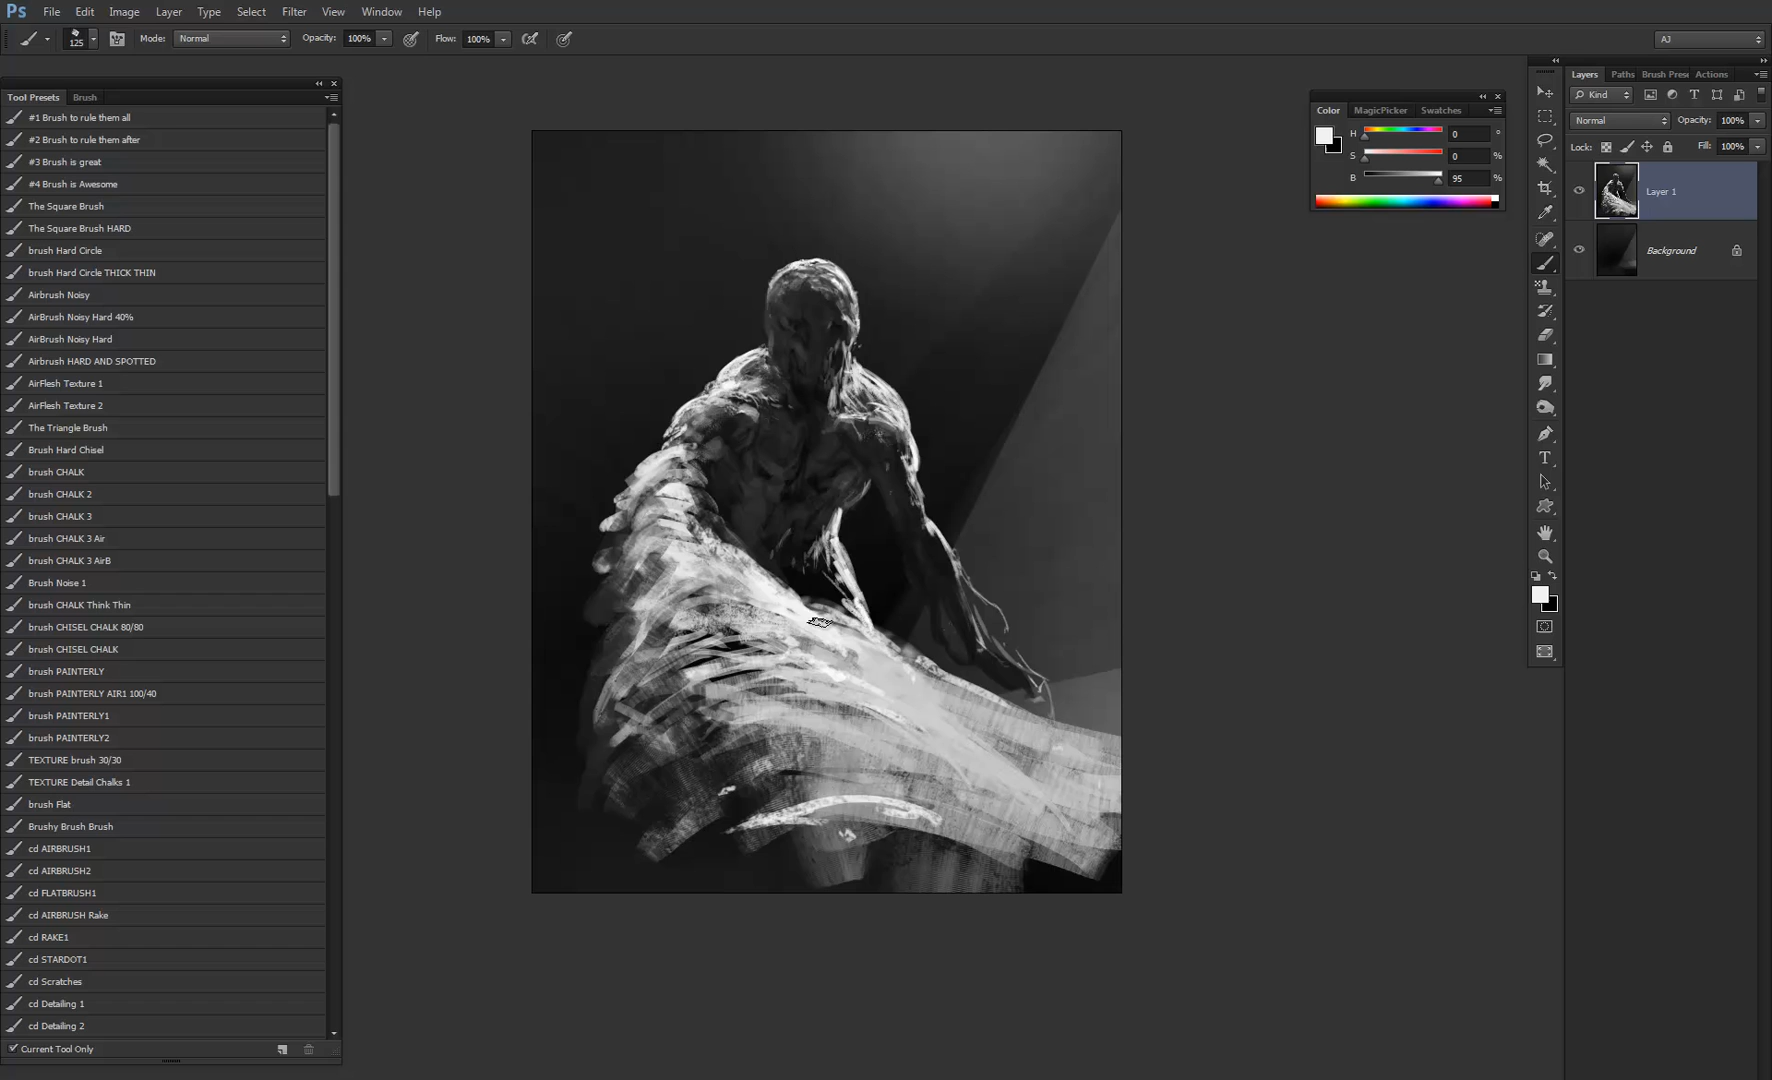 Ps File Edit Image Layer Type Select Filter View Window Help
125 Mode: Normal Opacity: 100% Flow: 100% AJ
Tool Presets Brush
#1 Brush to rule them all
#2 Brush to rule them after
#3 Brush is great
#4 Brush is Awesome
The Square Brush
The Square Brush HARD
brush Hard Circle
brush Hard Circle THICK THIN
Airbrush Noisy
AirBrush Noisy Hard 40%
AirBrush Noisy Hard
Airbrush HARD AND SPOTTED
AirFlesh Texture 1
AirFlesh Texture 2
The Triangle Brush
Brush Hard Chisel
brush CHALK
brush CHALK 2
brush CHALK 3
brush CHALK 3 Air
brush CHALK 3 AirB
Brush Noise 1
brush CHALK Think Thin
brush CHISEL CHALK 80/80
brush CHISEL CHALK
brush PAINTERLY
brush PAINTERLY AIR1 100/40
brush PAINTERLY1
brush PAINTERLY2
TEXTURE brush 30/30
TEXTURE Detail Chalks 1
brush Flat
Brushy Brush Brush
cd AIRBRUSH1
cd AIRBRUSH2
cd FLATBRUSH1
cd AIRBRUSH Rake
cd RAKE1
cd STARDOT1
cd Scratches
cd Detailing 1
cd Detailing 2
Current Tool Only
Color MagicPicker Swatches
H 0 °
S 0 %
B 95 %
Layers Paths Brush Prese Actions
Kind T
Normal Opacity: 100%
Lock: Fill: 100%
Layer 1
Background
T